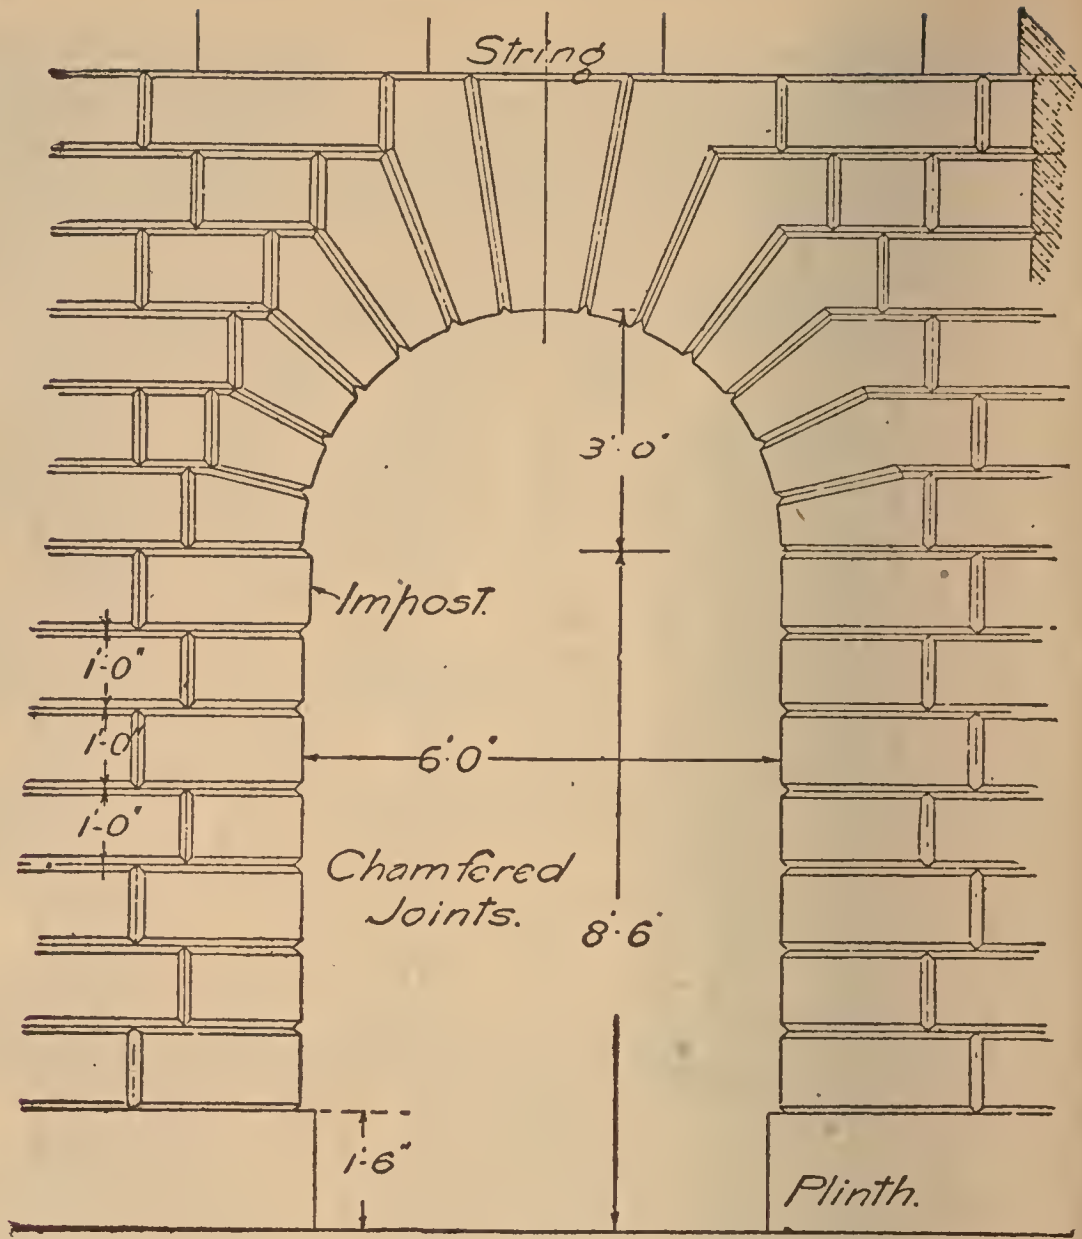 String
3'·0"
Impost.
1'-0"
1'-0"
6'·0"
1'-0"
Chamfered
Joints.
8'·6"
1'-6"
Plinth.